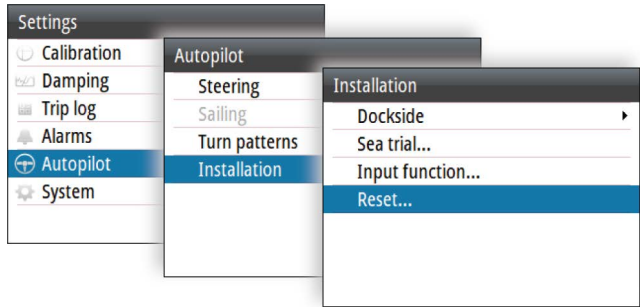 Settings
Calibration
Damping
Trip log
Alarms
Autopilot
System
Autopilot
Steering
Sailing
Turn patterns
Installation
Installation
Dockside
Sea trial...
Input function...
Reset...